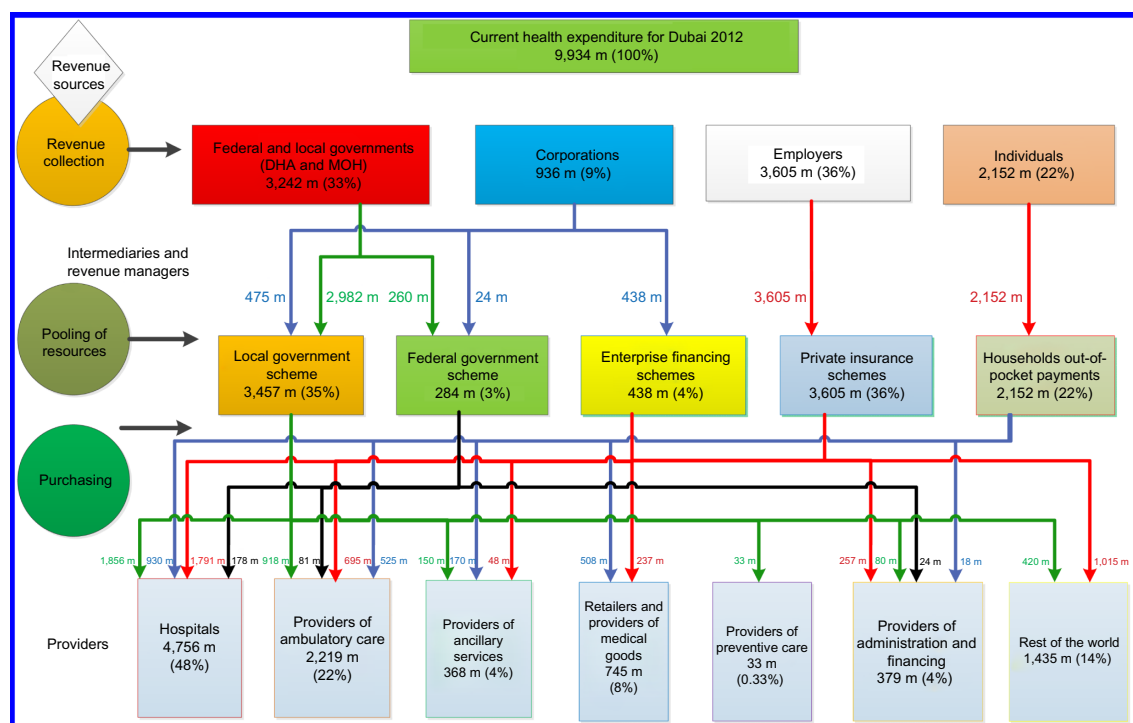 Current health expenditure for Dubai 2012
9,934 m (100%)
Revenue
sources
Revenue
collection
Federal and local governments
(DHA and MOH)
3,242 m (33%)
Corporations
936 m (9%)
Employers
3,605 m (36%)
Individuals
2,152 m (22%)
Intermediaries and
revenue managers
475 m
2,982 m
260 m
24 m
438 m
3,605 m
2,152 m
Pooling of
resources
Local government
scheme
3,457 m (35%)
Federal government
scheme
284 m (3%)
Enterprise financing
schemes
438 m (4%)
Private insurance
schemes
3,605 m (36%)
Households out-of-
pocket payments
2,152 m (22%)
Purchasing
1,856 m
930 m
1,791 m
178 m
918 m
81 m
695 m
525 m
150 m
170 m
48 m
508 m
237 m
33 m
257 m
80 m
24 m
18 m
420 m
1,015 m
Providers
Hospitals
4,756 m
(48%)
Providers of
ambulatory care
2,219 m
(22%)
Providers of
ancillary services
368 m (4%)
Retailers and
providers of
medical
goods
745 m
(8%)
Providers of
preventive care
33 m
(0.33%)
Providers of
administration and
financing
379 m (4%)
Rest of the world
1,435 m (14%)